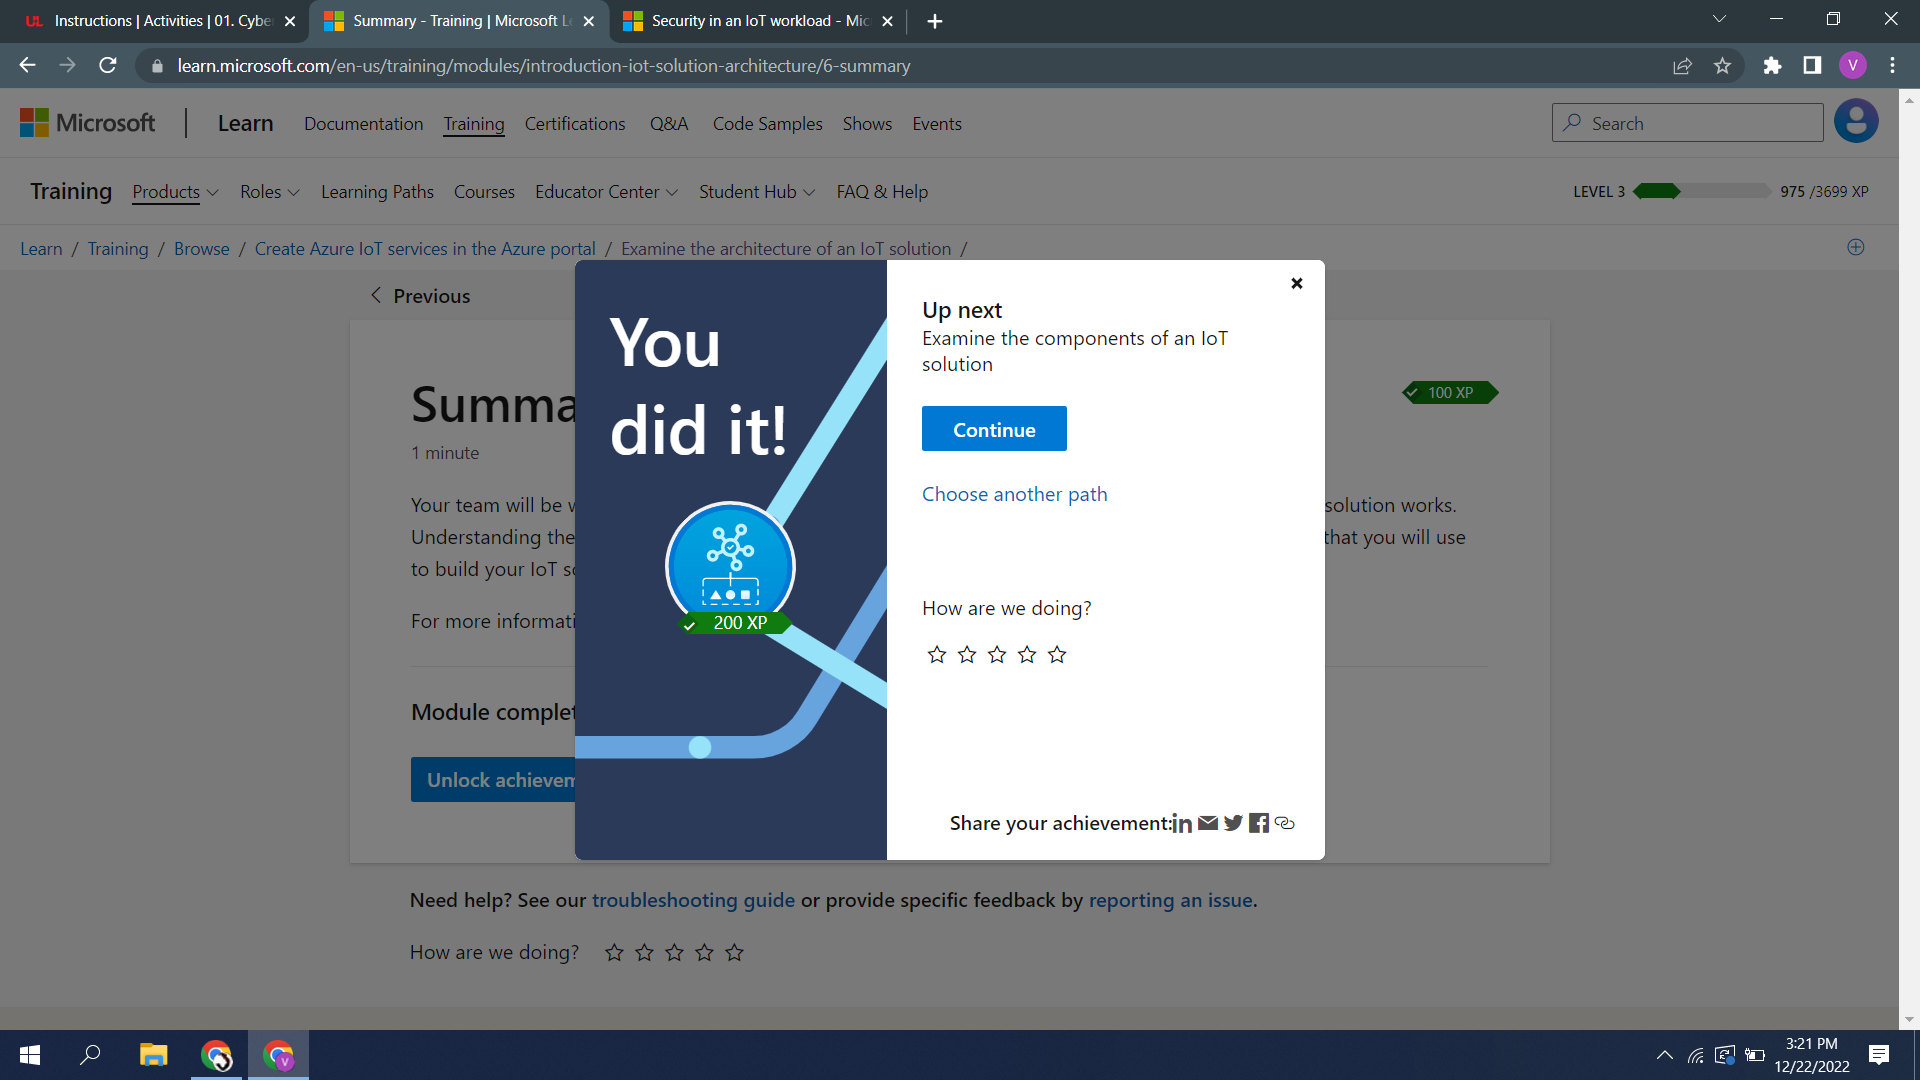 Instructions | Activities | 01. Cybe
Summary - Training | Microsoft L
Security in an IoT workload - Mic
learn.microsoft.com/en-us/training/modules/introduction-iot-solution-architecture/6-summary
V
Microsoft
Learn
Documentation
Training
Certifications
Q&A
Code Samples
Shows
Events
Search
Training
Products
Roles
Learning Paths
Courses
Educator Center
Student Hub
FAQ & Help
LEVEL 3
975 /3699 XP
Learn / Training / Browse / Create Azure IoT services in the Azure portal / Examine the architecture of an IoT solution /
Previous
Summa
100 XP
1 minute
Your team will be
solution works.
Understanding the
that you will use
to build your IoT
For more informati
Module complet
Unlock achievem
You
did it!
200 XP
Up next
Examine the components of an IoT
solution
Continue
Choose another path
How are we doing?
Share your achievement:
Need help? See our troubleshooting guide or provide specific feedback by reporting an issue.
How are we doing?
3:21 PM
12/22/2022